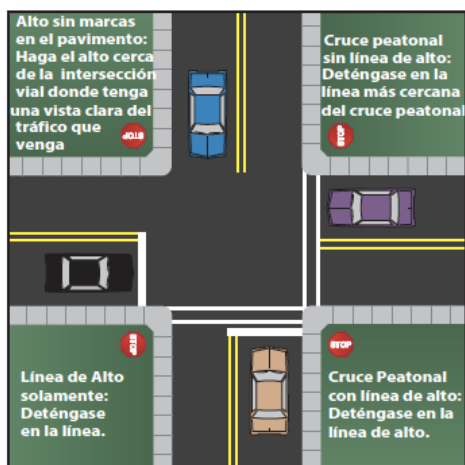 Alto sin marcas
en el pavimento:
Haga el alto cerca
de la intersección
vial donde tenga
una vista clara del
tráfico que
venga
STOP
Cruce peatonal
sin línea de alto:
Deténgase en la
línea más cercana
del cruce peatonal
STOP
STOP
Línea de Alto
solamente:
Deténgase
en la línea.
STOP
Cruce Peatonal
con línea de alto:
Deténgase en la
línea de alto.